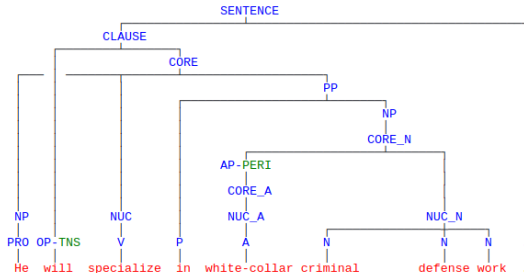 SENTENCE
CLAUSE
CORE
PP
NP
CORE_N
AP-PERI
CORE_A
NP NUC NUC_A NUC_N
PRO OP-TNS V P A N N N
He will specialize in white-collar criminal defense work